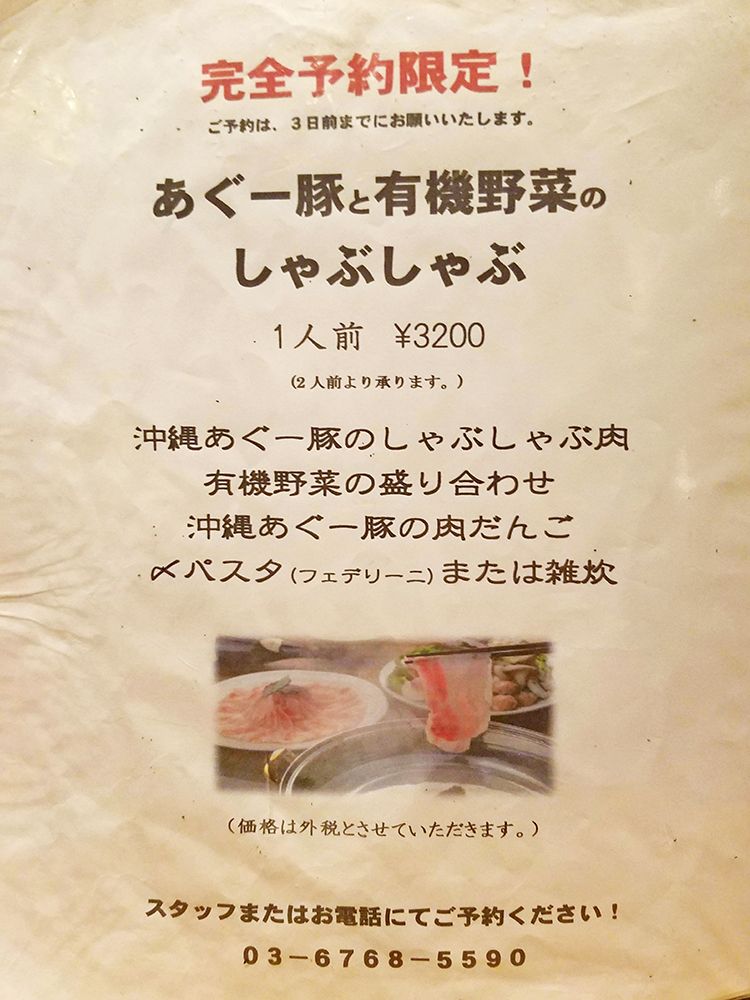 完全予約限定！
ご予約は、３日前までにお願いいたします。
あぐー豚と有機野菜の
しゃぶしゃぶ
1人前 ¥3200
(2人前より承ります。)
沖縄あぐー豚のしゃぶしゃぶ肉
有機野菜の盛り合わせ
沖縄あぐー豚の肉だんご
〆パスタ(フェデリーニ)または雑炊
（価格は外税とさせていただきます。）
スタッフまたはお電話にてご予約ください！
03－6768－5590